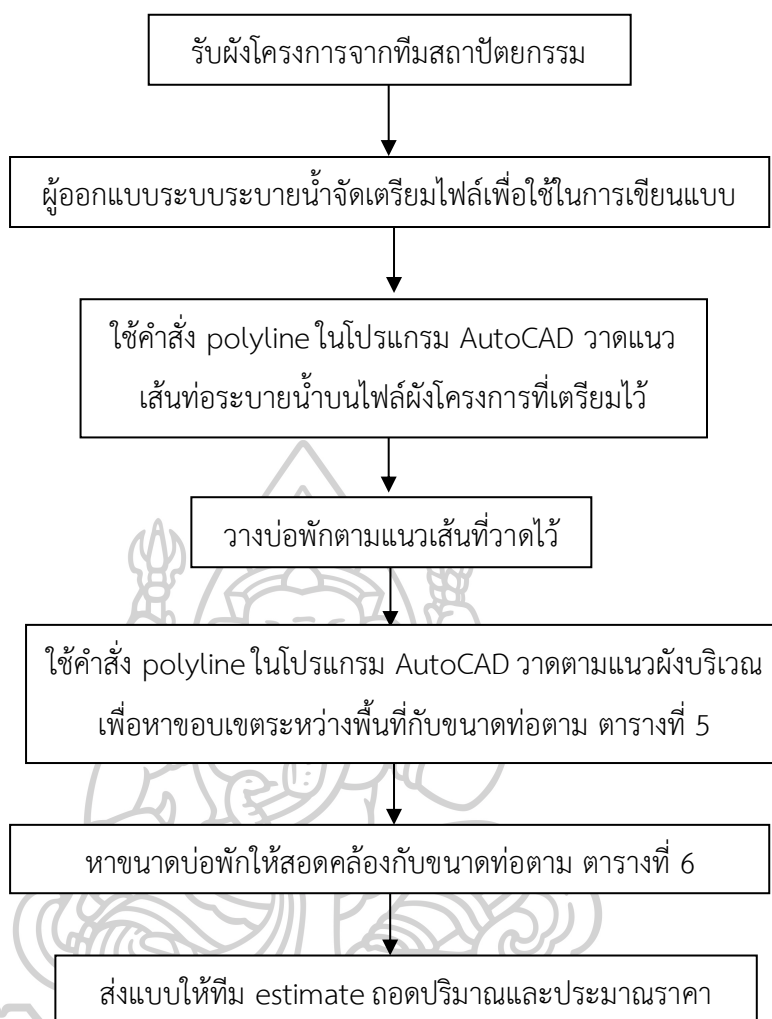 รับผังโครงการจากทีมสถาปัตยกรรม
ผู้ออกแบบระบบระบายน้ำจัดเตรียมไฟล์เพื่อใช้ในการเขียนแบบ
ใช้คำสั่ง polyline ในโปรแกรม AutoCAD วาดแนว
เส้นท่อระบายน้ำบนไฟล์ผังโครงการที่เตรียมไว้
วางบ่อพักตามแนวเส้นที่วาดไว้
ใช้คำสั่ง polyline ในโปรแกรม AutoCAD วาดตามแนวผังบริเวณ
เพื่อหาขอบเขตระหว่างพื้นที่กับขนาดท่อตาม ตารางที่ 5
หาขนาดบ่อพักให้สอดคล้องกับขนาดท่อตาม ตารางที่ 6
ส่งแบบให้ทีม estimate ถอดปริมาณและประมาณราคา